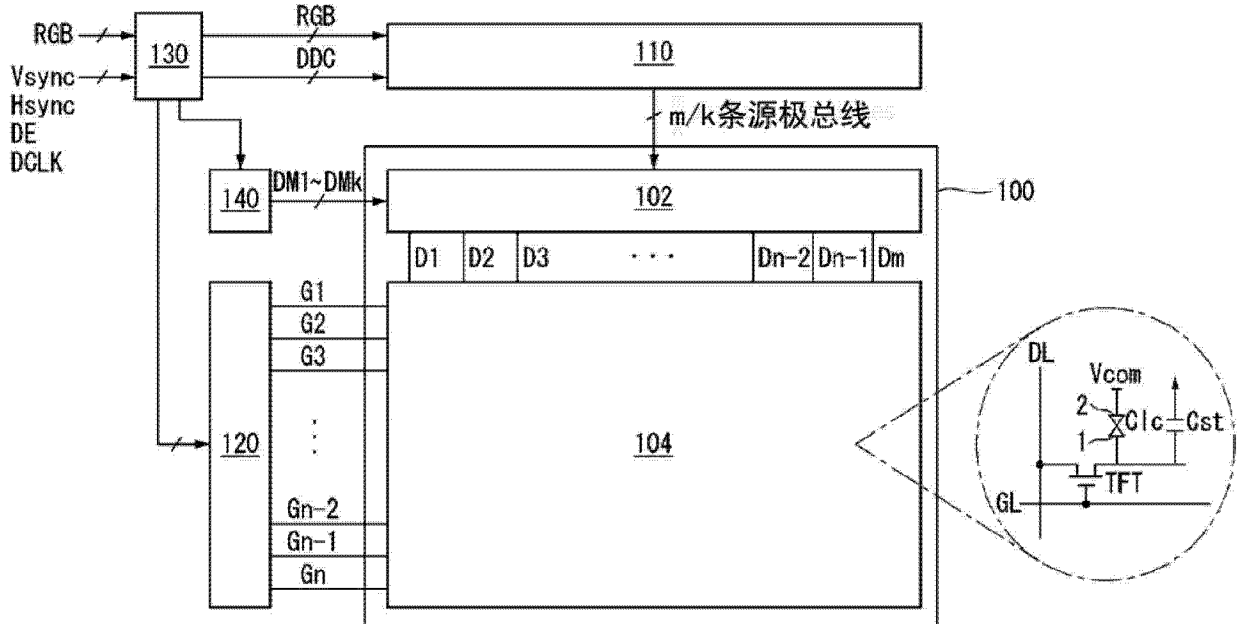 RGB
Vsync
Hsync
DE
DCLK
130
RGB
DDC
110
m/k条源极总线
140
DM1~DMk
102
100
D1
D2
D3
...
Dn-2
Dn-1
Dm
120
G1
G2
G3
Gn-2
Gn-1
Gn
104
DL
Vcom
2
Clc
Cst
1
TFT
GL